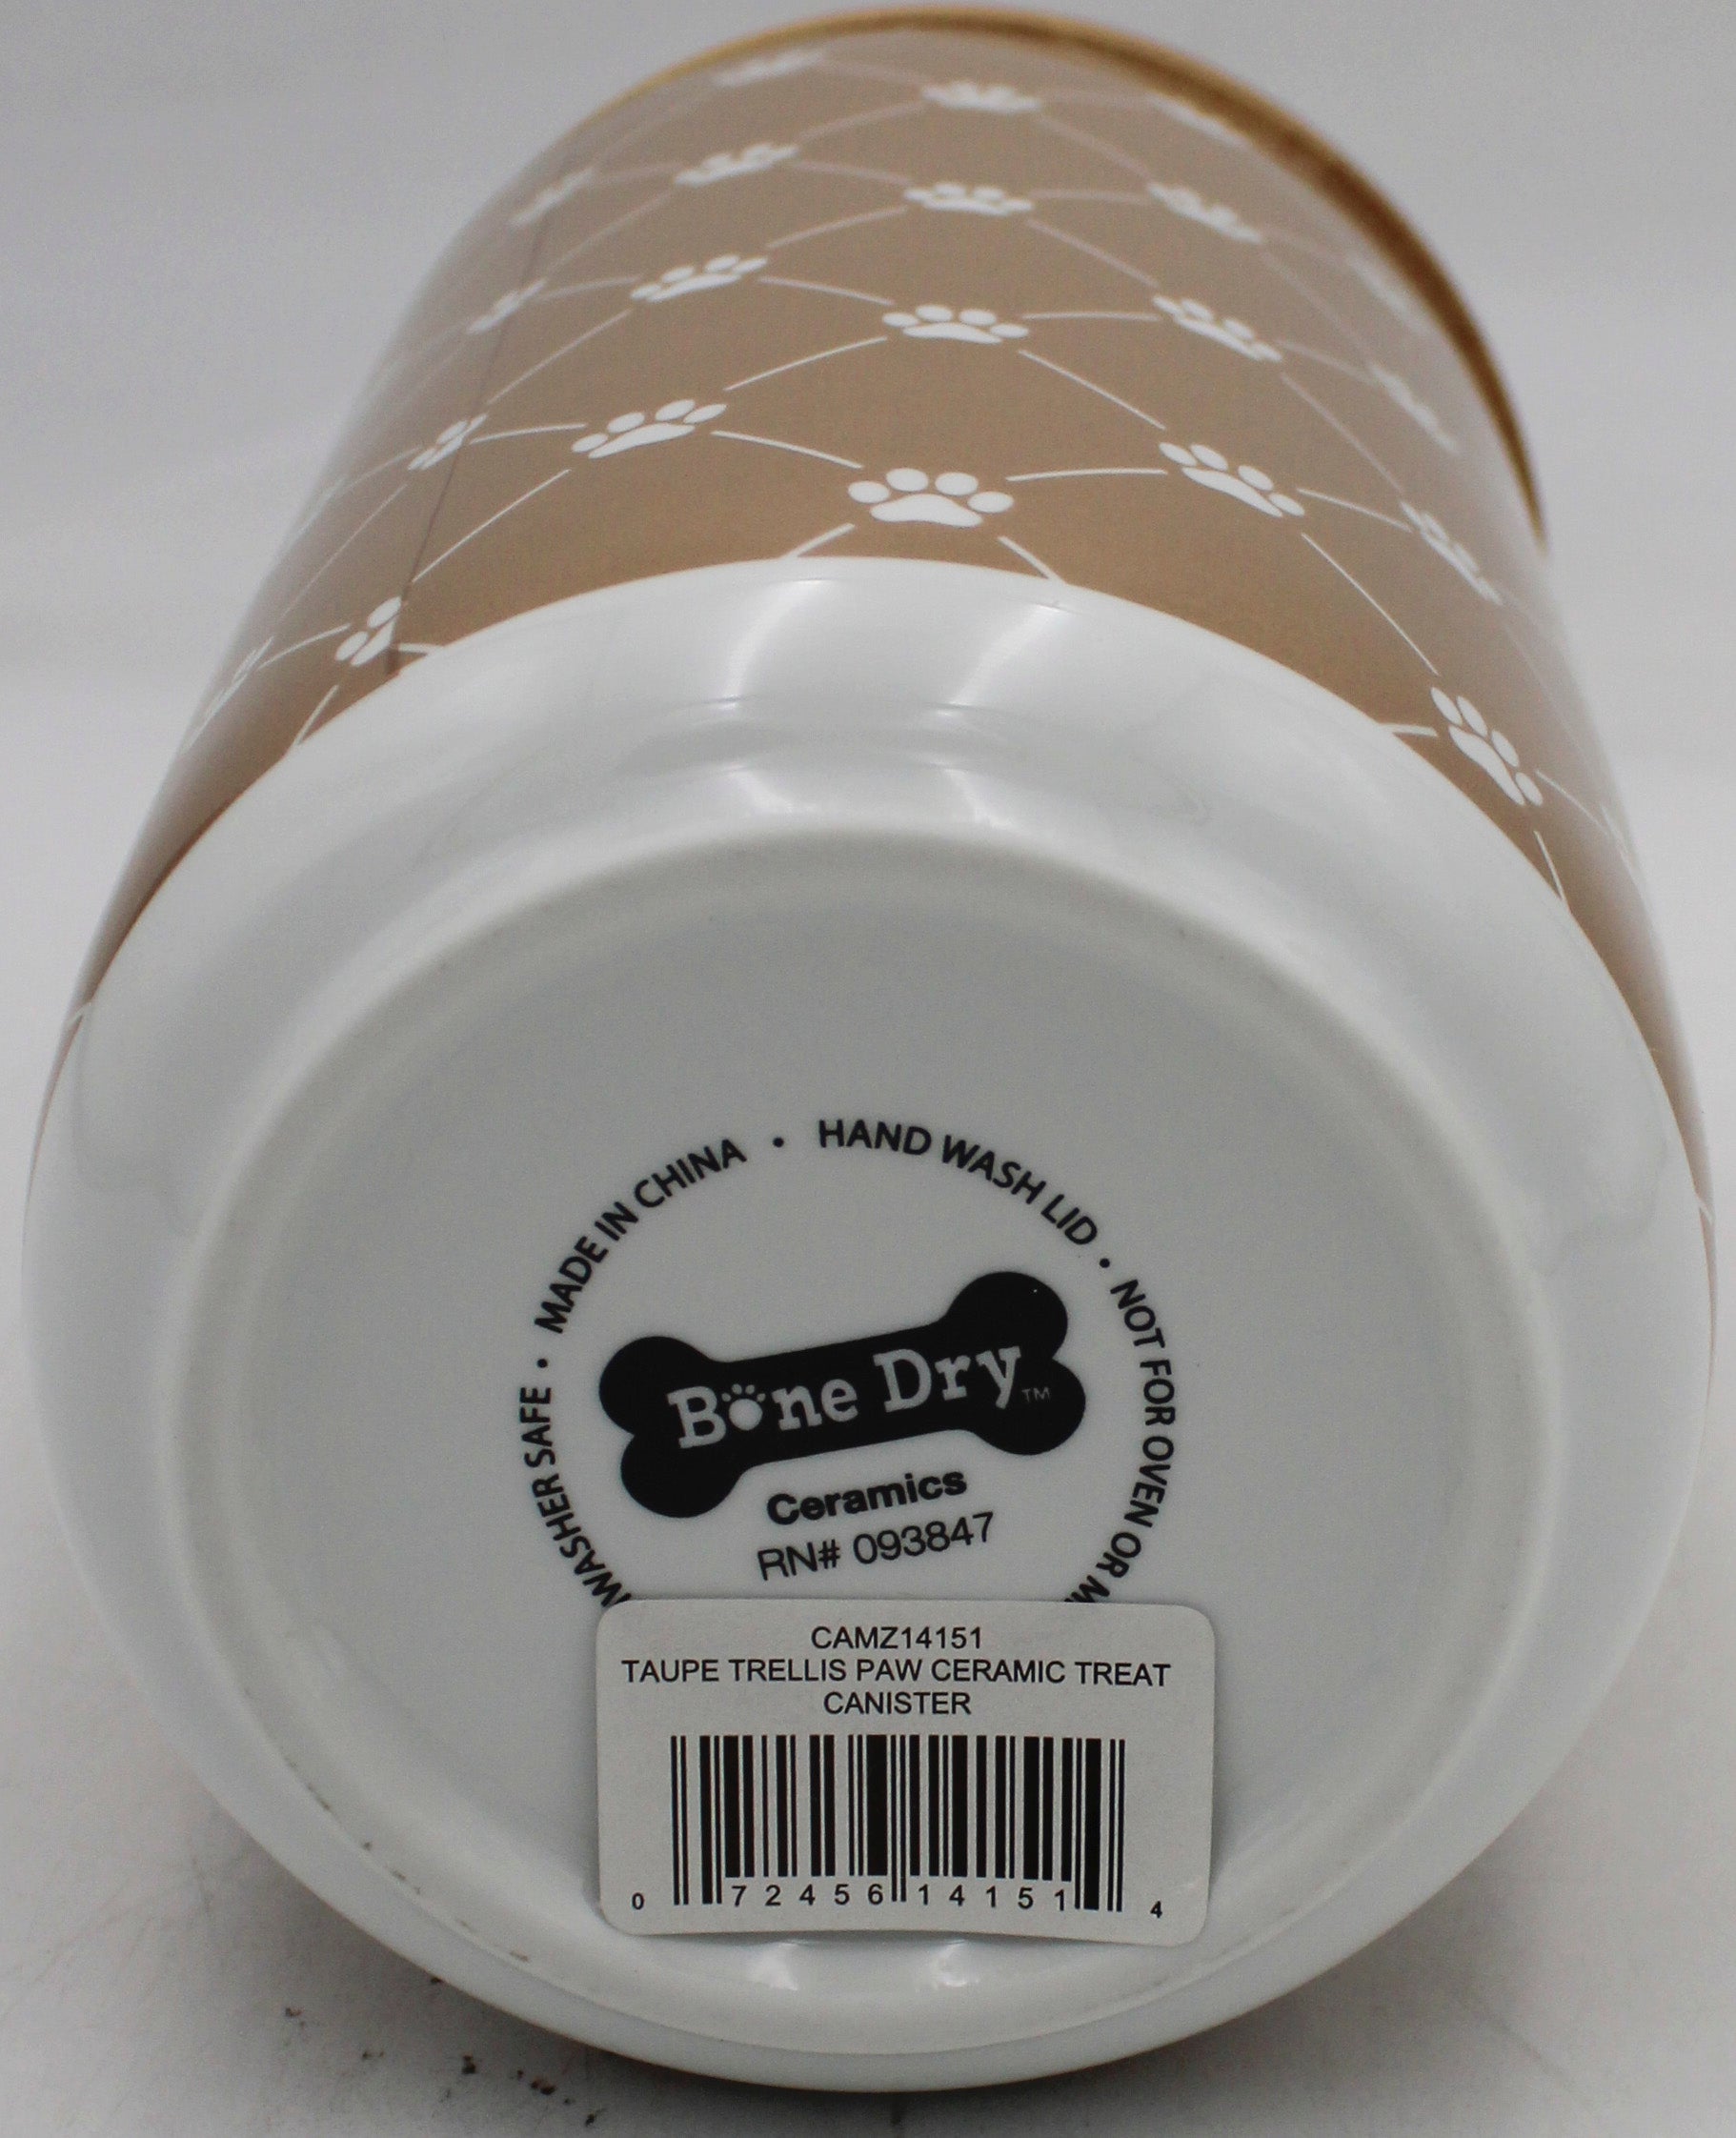 WASHER SAFE • MADE IN CHINA • HAND WASH LID • NOT FOR OVEN OR
Bone Dry™
Ceramics
RN# 093847
CAMZ14151
TAUPE TRELLIS PAW CERAMIC TREAT
CANISTER
0 72456 14151 4